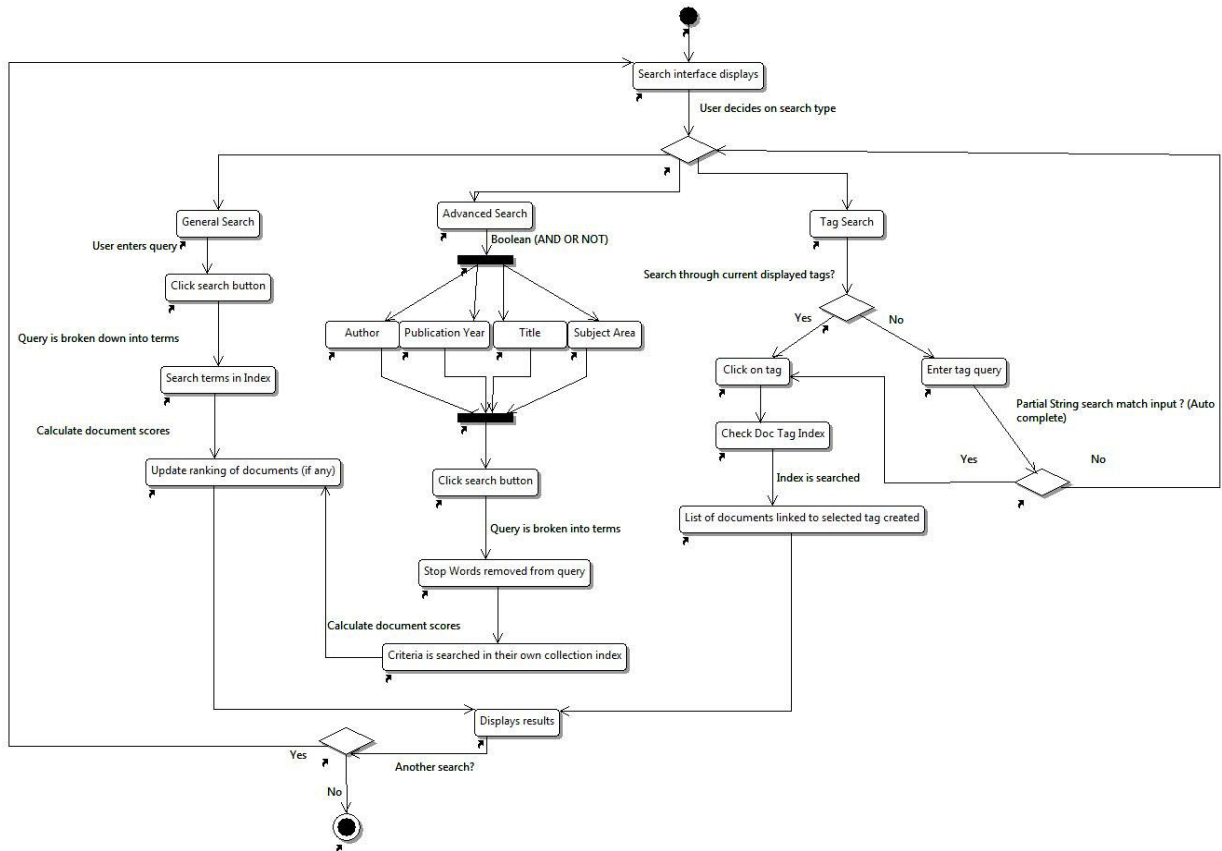 Search interface displays
User decides on search type
General Search
Advanced Search
Tag Search
User enters query
Boolean (AND OR NOT)
Search through current displayed tags?
Click search button
Yes
No
Author
Publication Year
Title
Subject Area
Query is broken down into terms
Search terms in Index
Click on tag
Enter tag query
Partial String search match input ? (Auto
complete)
Calculate document scores
Check Doc Tag Index
Yes
No
Update ranking of documents (if any)
Click search button
Index is searched
List of documents linked to selected tag created
Query is broken into terms
Stop Words removed from query
Calculate document scores
Criteria is searched in their own collection index
Displays results
Yes
Another search?
No